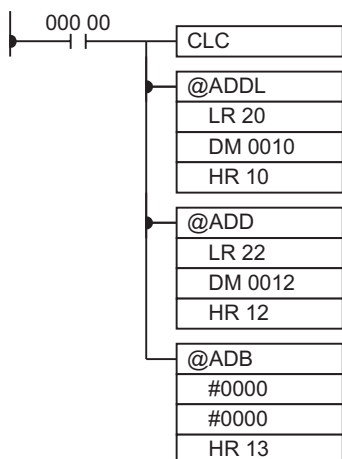 000 00
CLC
@ADDL
LR 20
DM 0010
HR 10
@ADD
LR 22
DM 0012
HR 12
@ADB
#0000
#0000
HR 13